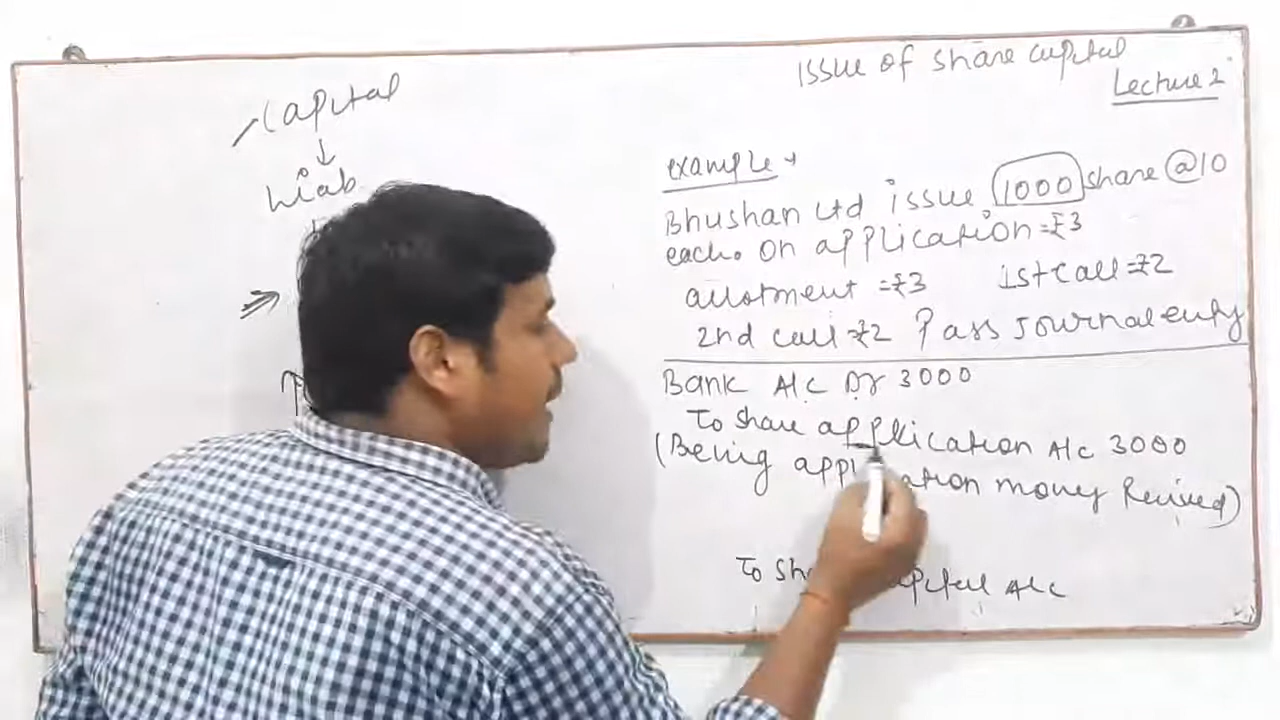 Issue of share capital
Lecture 2
Capital
↓
Liab
example →
Bhushan Ltd issue 1000 share @10
each. On application =₹3
allotment =₹3 1st call =₹2
2nd call ₹2 Pass Journal entry
Bank A/C Dr 3000
To Share application A/c 3000
(Being application money Recived)
To Share Capital A/c